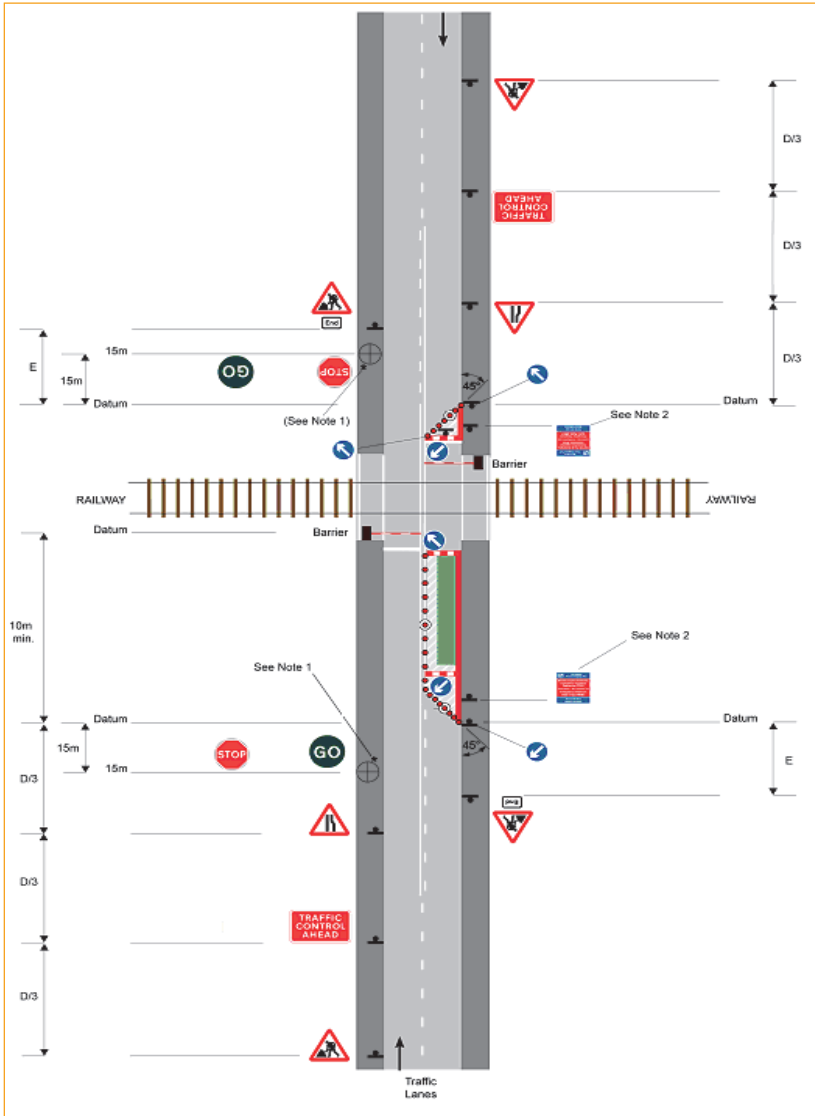 D/3
TRAFFIC
CONTROL
AHEAD
D/3
End
15m
E
15m
GO
STOP
D/3
45°
Datum
(See Note 1)
Datum
See Note 2
Barrier
RAILWAY
RAILWAY
Datum
Barrier
10m
min.
See Note 2
See Note 1
Datum
Datum
15m
STOP
GO
45°
15m
D/3
E
End
D/3
TRAFFIC
CONTROL
AHEAD
D/3
Traffic
Lanes